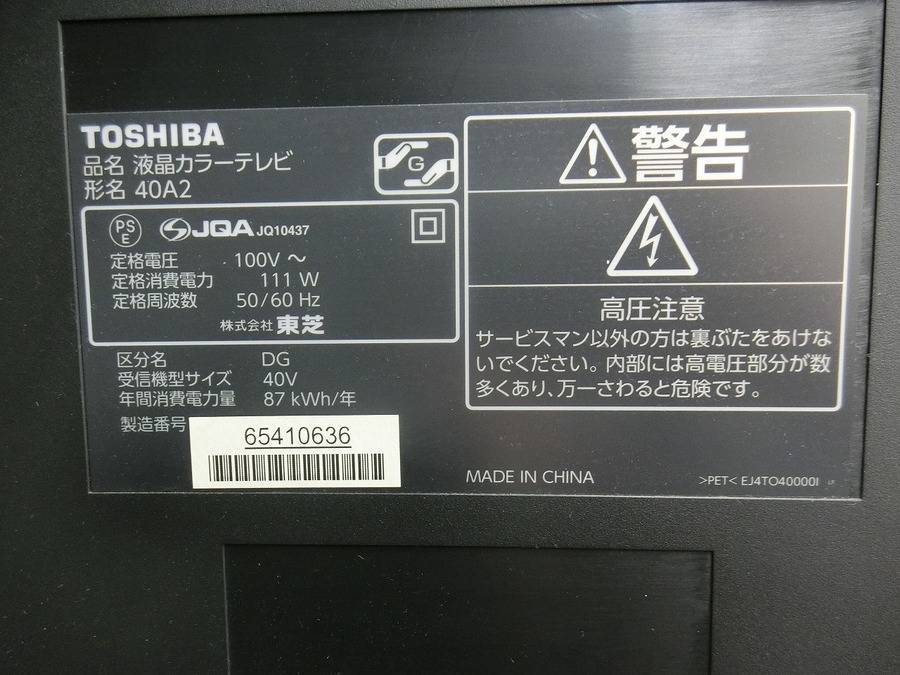 TOSHIBA
品名 液晶カラーテレビ
形名 40A2
G
PS
E
JQA JQ10437
定格電圧 100V ～
定格消費電力 111 W
定格周波数 50/60 Hz
株式会社 東芝
区分名 DG
受信機型サイズ 40V
年間消費電力量 87 kWh/年
製造番号 65410636
警告
高圧注意
サービスマン以外の方は裏ぶたをあけな
いでください。内部には高電圧部分が数
多くあり、万一さわると危険です。
MADE IN CHINA
>PET< EJ4TO40000I